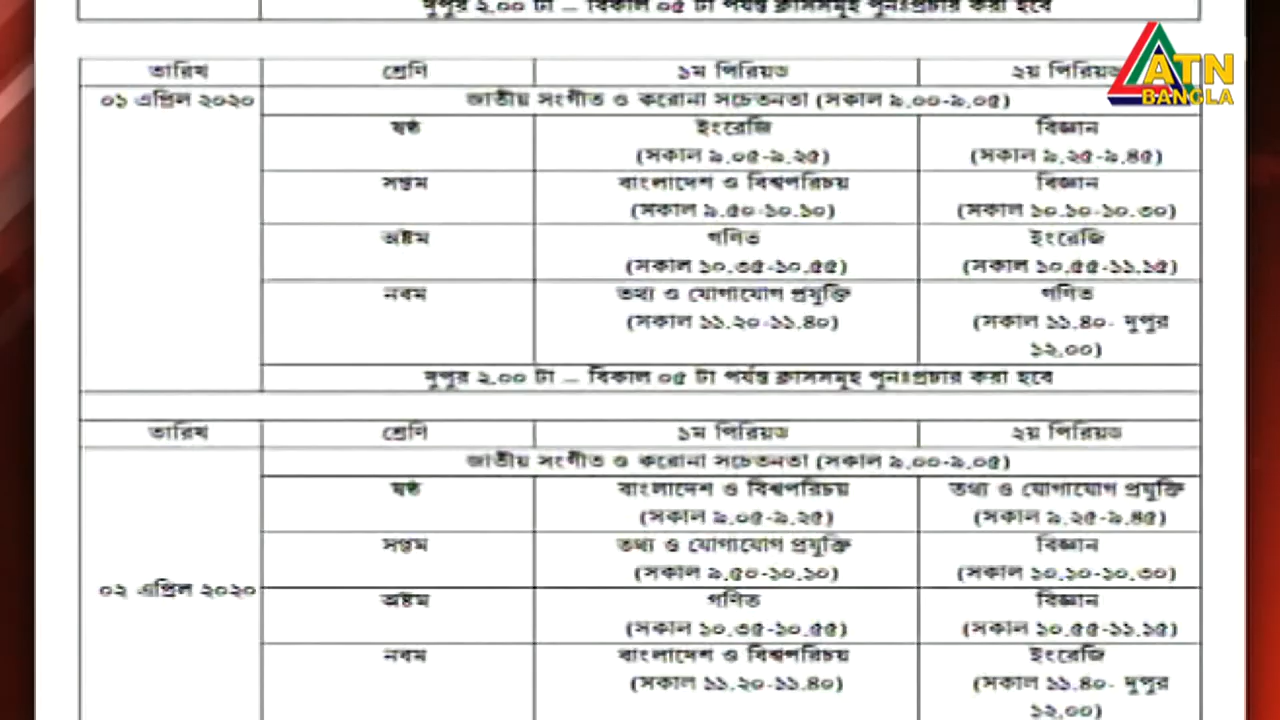 দুপুর ২.০০ টা – বিকাল ০৫ টা পর্যন্ত ক্লাসসমূহ পুনঃপ্রচার করা হবে
তারিখ শ্রেণি ১ম পিরিয়ড ২য় পিরিয়ড
ATN
BANGLA
০১ এপ্রিল ২০২০ জাতীয় সংগীত ও করোনা সচেতনতা (সকাল ৯.০০-৯.০৫)
ষষ্ঠ ইংরেজি বিজ্ঞান
(সকাল ৯.০৫-৯.২৫) (সকাল ৯.২৫-৯.৪৫)
সপ্তম বাংলাদেশ ও বিশ্বপরিচয় বিজ্ঞান
(সকাল ৯.৫০-১০.১০) (সকাল ১০.১০-১০.৩০)
অষ্টম গণিত ইংরেজি
(সকাল ১০.৩৫-১০.৫৫) (সকাল ১০.৫৫-১১.১৫)
নবম তথ্য ও যোগাযোগ প্রযুক্তি গণিত
(সকাল ১১.২০-১১.৪০) (সকাল ১১.৪০- দুপুর
১২.০০)
দুপুর ২.০০ টা – বিকাল ০৫ টা পর্যন্ত ক্লাসসমূহ পুনঃপ্রচার করা হবে
তারিখ শ্রেণি ১ম পিরিয়ড ২য় পিরিয়ড
জাতীয় সংগীত ও করোনা সচেতনতা (সকাল ৯.০০-৯.০৫)
ষষ্ঠ বাংলাদেশ ও বিশ্বপরিচয় তথ্য ও যোগাযোগ প্রযুক্তি
(সকাল ৯.০৫-৯.২৫) (সকাল ৯.২৫-৯.৪৫)
সপ্তম তথ্য ও যোগাযোগ প্রযুক্তি বিজ্ঞান
(সকাল ৯.৫০-১০.১০) (সকাল ১০.১০-১০.৩০)
০২ এপ্রিল ২০২০
অষ্টম গণিত বিজ্ঞান
(সকাল ১০.৩৫-১০.৫৫) (সকাল ১০.৫৫-১১.১৫)
নবম বাংলাদেশ ও বিশ্বপরিচয় ইংরেজি
(সকাল ১১.২০-১১.৪০) (সকাল ১১.৪০- দুপুর
১২.০০)